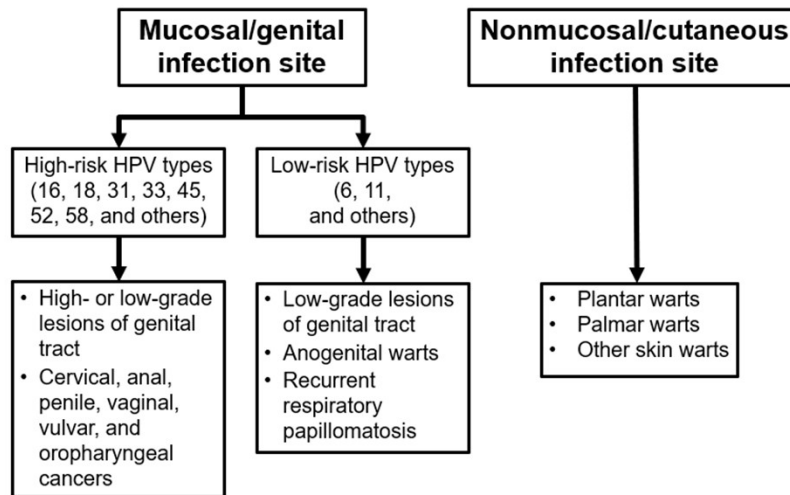 Mucosal/genital
infection site
Nonmucosal/cutaneous
infection site
High-risk HPV types
(16, 18, 31, 33, 45,
52, 58, and others)
Low-risk HPV types
(6, 11,
and others)
• High- or low-grade
lesions of genital
tract
• Cervical, anal,
penile, vaginal,
vulvar, and
oropharyngeal
cancers
• Low-grade lesions
of genital tract
• Anogenital warts
• Recurrent
respiratory
papillomatosis
• Plantar warts
• Palmar warts
• Other skin warts